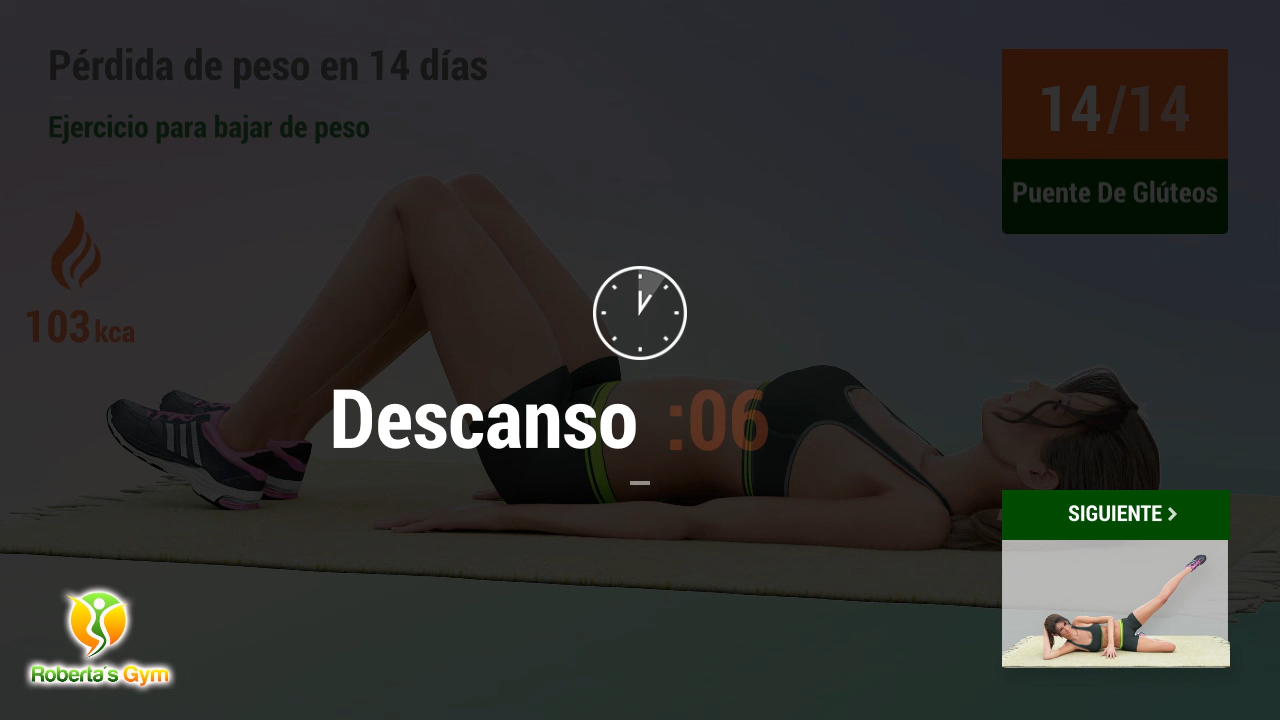 Pérdida de peso en 14 días
Ejercicio para bajar de peso
14/14
Puente De Glúteos
103 kca
Descanso :06
SIGUIENTE >
Roberta´s Gym